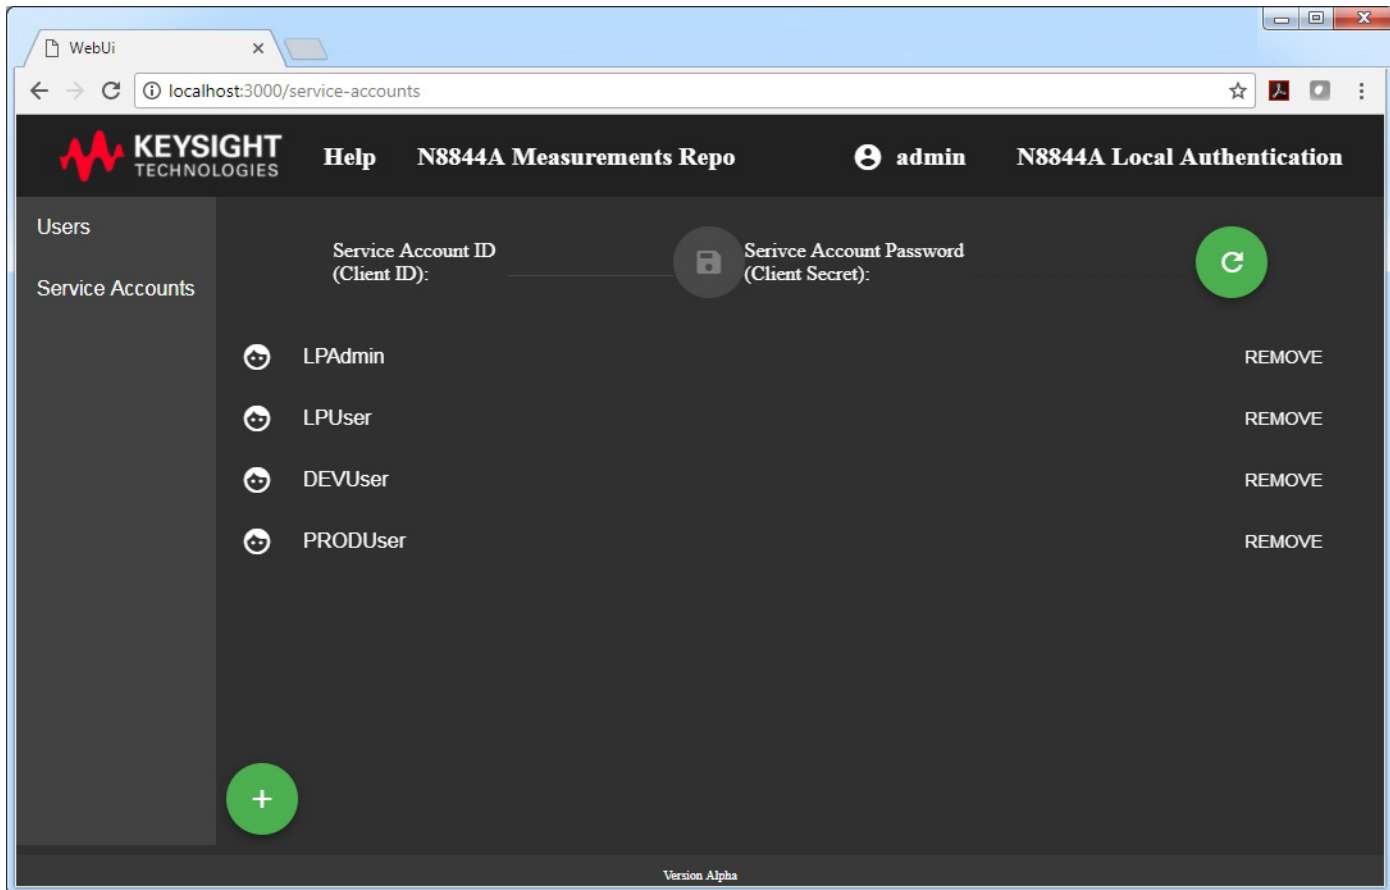 WebUi
localhost:3000/service-accounts
KEYSIGHT
TECHNOLOGIES
Help
N8844A Measurements Repo
admin
N8844A Local Authentication
Users
Service Accounts
Service Account ID
(Client ID):
Serivce Account Password
(Client Secret):
LPAdmin
REMOVE
LPUser
REMOVE
DEVUser
REMOVE
PRODUser
REMOVE
Version Alpha